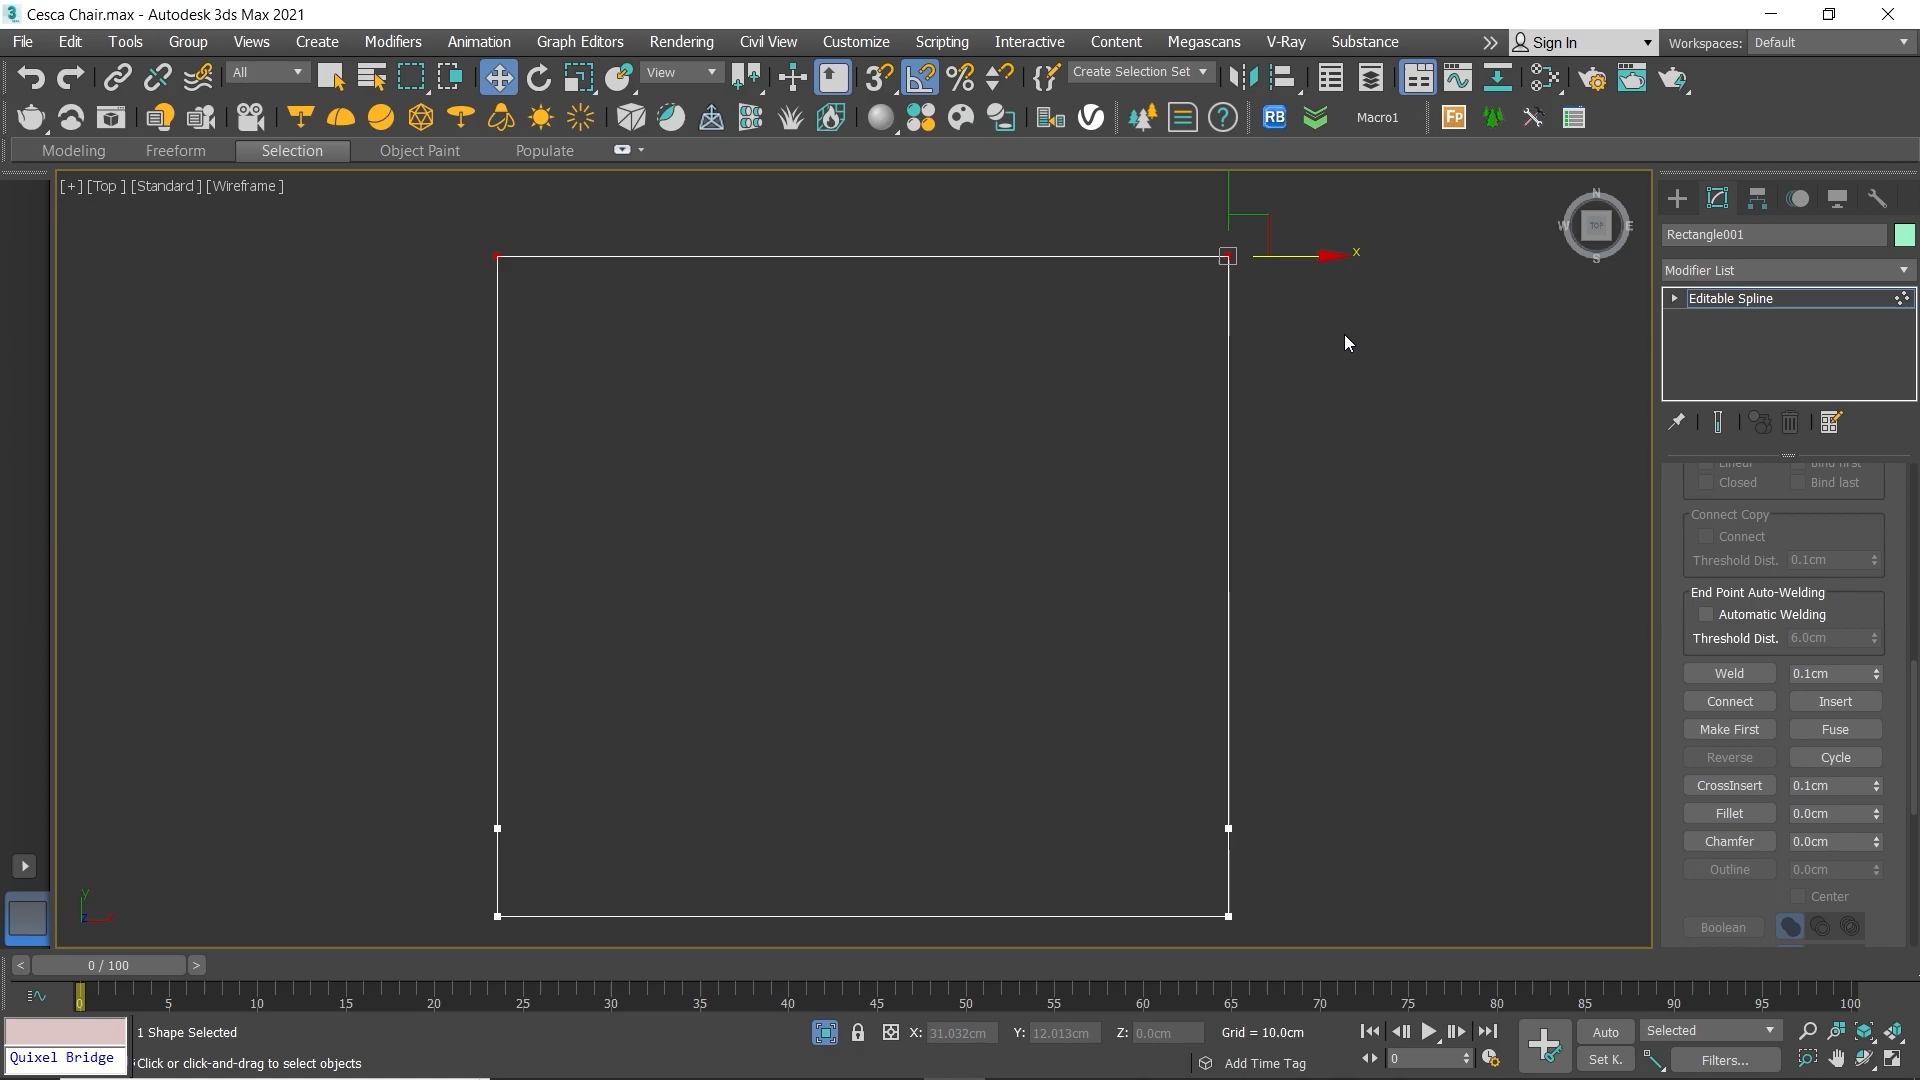 Cesca Chair.max - Autodesk 3ds Max 2021
File Edit Tools Group Views Create Modifiers Animation Graph Editors Rendering Civil View Customize Scripting Interactive Content Megascans V-Ray Substance Sign In Workspaces: Default
All View Create Selection Set
RB Macro1 FP
Modeling Freeform Selection Object Paint Populate
[+] [Top ] [Standard ] [Wireframe ]
N
W TOP E
S
x
Rectangle001
Modifier List
Editable Spline
Linear Bind first
Closed Bind last
Connect Copy
Connect
Threshold Dist. 0.1cm
End Point Auto-Welding
Automatic Welding
Threshold Dist. 6.0cm
Weld 0.1cm
Connect Insert
Make First Fuse
Reverse Cycle
CrossInsert 0.1cm
Fillet 0.0cm
Chamfer 0.0cm
Outline 0.0cm
Center
Boolean
y
z x
< 0 / 100 >
0 5 10 15 20 25 30 35 40 45 50 55 60 65 70 75 80 85 90 95 100
1 Shape Selected X: 31.032cm Y: 12.013cm Z: 0.0cm Grid = 10.0cm Auto Selected
Quixel Bridge Click or click-and-drag to select objects Add Time Tag 0 Set K. Filters...